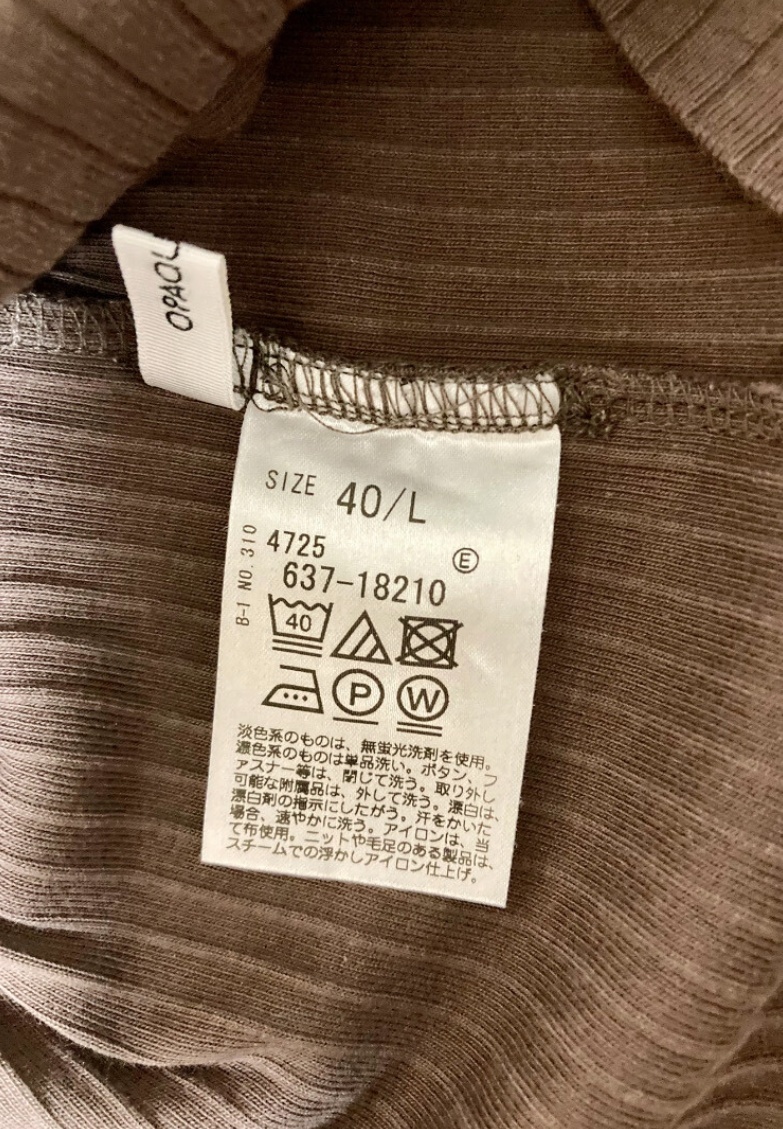 OPAQU
SIZE 40/L
B-1 NO. 310
4725
E
637-18210
40
P W
淡色系のものは、無蛍光洗剤を使用。
濃色系のものは単品洗い。ボタン、フ
ァスナー等は、閉じて洗う。取り外し
可能な附属品は、外して洗う。漂白は、
漂白剤の指示にしたがう。汗をかいた
場合、速やかに洗う。アイロンは、当
て布使用。ニットや毛足のある製品は、
スチームでの浮かしアイロン仕上げ。